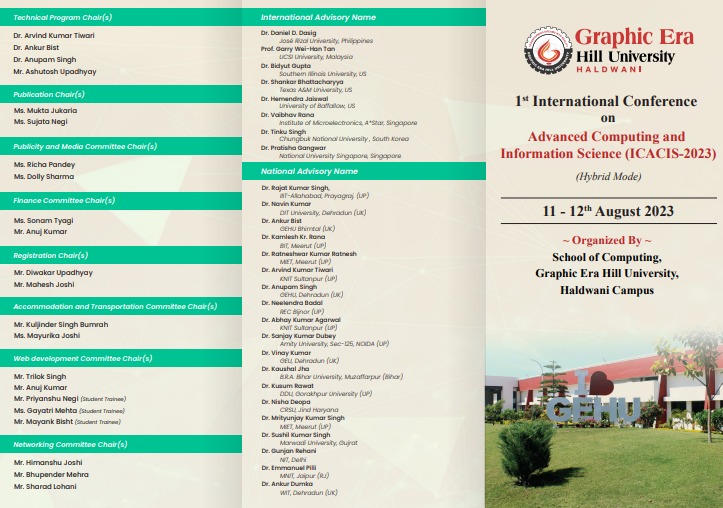 Technical Program Chair(s)
Dr. Arvind Kumar Tiwari
Dr. Ankur Bist
Dr. Anupam Singh
Mr. Ashutosh Upadhyay
Publication Chair(s)
Ms. Mukta Jukaria
Ms. Sujata Negi
Publicity and Media Committee Chair(s)
Ms. Richa Pandey
Ms. Dolly Sharma
Finance Committee Chair(s)
Ms. Sonam Tyagi
Mr. Anuj Kumar
Registration Chair(s)
Mr. Diwakar Upadhyay
Mr. Mahesh Joshi
Accommodation and Transportation Committee Chair(s)
Mr. Kuljinder Singh Bumrah
Ms. Mayurika Joshi
Web development Committee Chair(s)
Mr. Trilok Singh
Mr. Anuj Kumar
Mr. Priyanshu Negi (Student Trainee)
Ms. Gayatri Mehta (Student Trainee)
Mr. Mayank Bisht (Student Trainee)
Networking Committee Chair(s)
Mr. Himanshu Joshi
Mr. Bhupender Mehra
Mr. Sharad Lohani
International Advisory Name
Dr. Daniel D. Dasig
José Rizal University, Philippines
Prof. Garry Wei-Han Tan
UCSI University, Malaysia
Dr. Bidyut Gupta
Southern Illinais University, US
Dr. Shankar Bhattacharyya
Texas A&M University, US
Dr. Hemendra Jaiswal
University of Baffallow, US
Dr. Vaibhav Rana
Institute of Microelectronics, A*Star, Singapore
Dr. Tinku Singh
Chungbuk National University , South Korea
Dr. Pratisha Gangwar
National University Singapore, Singapore
National Advisory Name
Dr. Rajat Kumar Singh,
IIIT-Allahabad, Prayagraj (UP)
Dr. Navin Kumar
DIT University, Dehradun (UK)
Dr. Ankur Bist
GEHU Bhimtal (UK)
Dr. Kamlesh Kr. Rana
BIT, Meerut (UP)
Dr. Ratneshwar Kumar Ratnesh
MIET, Meerut (UP)
Dr. Arvind Kumar Tiwari
KNIT Sultanpur (UP)
Dr. Anupam Singh
GEHU, Dehradun (UK)
Dr. Neelendra Badal
REC Bijnor (UP)
Dr. Abhay Kumar Agarwal
KNIT Sultanpur (UP)
Dr. Sanjay Kumar Dubey
Amity University, Sec-125, NOIDA (UP)
Dr. Vinay Kumar
GEU, Dehradun (UK)
Dr. Kaushal Jha
B.R.A. Bihar University, Muzaffarpur (Bihar)
Dr. Kusum Rawat
DDU, Gorakhpur University (UP)
Dr. Nisha Deopa
CRSU, Jind Haryana
Dr. Mrityunjay Kumar Singh
MIET, Meerut (UP)
Dr. Sushil Kumar Singh
Marwadi University, Gujrat
Dr. Gunjan Rehani
NIT, Delhi
Dr. Emmanuel Pilli
MNIT, Jaipur (RJ)
Dr. Ankur Dumka
WIT, Dehradun (UK)
Graphic Era
Hill University
HALDWANI
1st International Conference
on
Advanced Computing and
Information Science (ICACIS-2023)
(Hybrid Mode)
11 - 12th August 2023
~ Organized By ~
School of Computing,
Graphic Era Hill University,
Haldwani Campus
I
GEHU